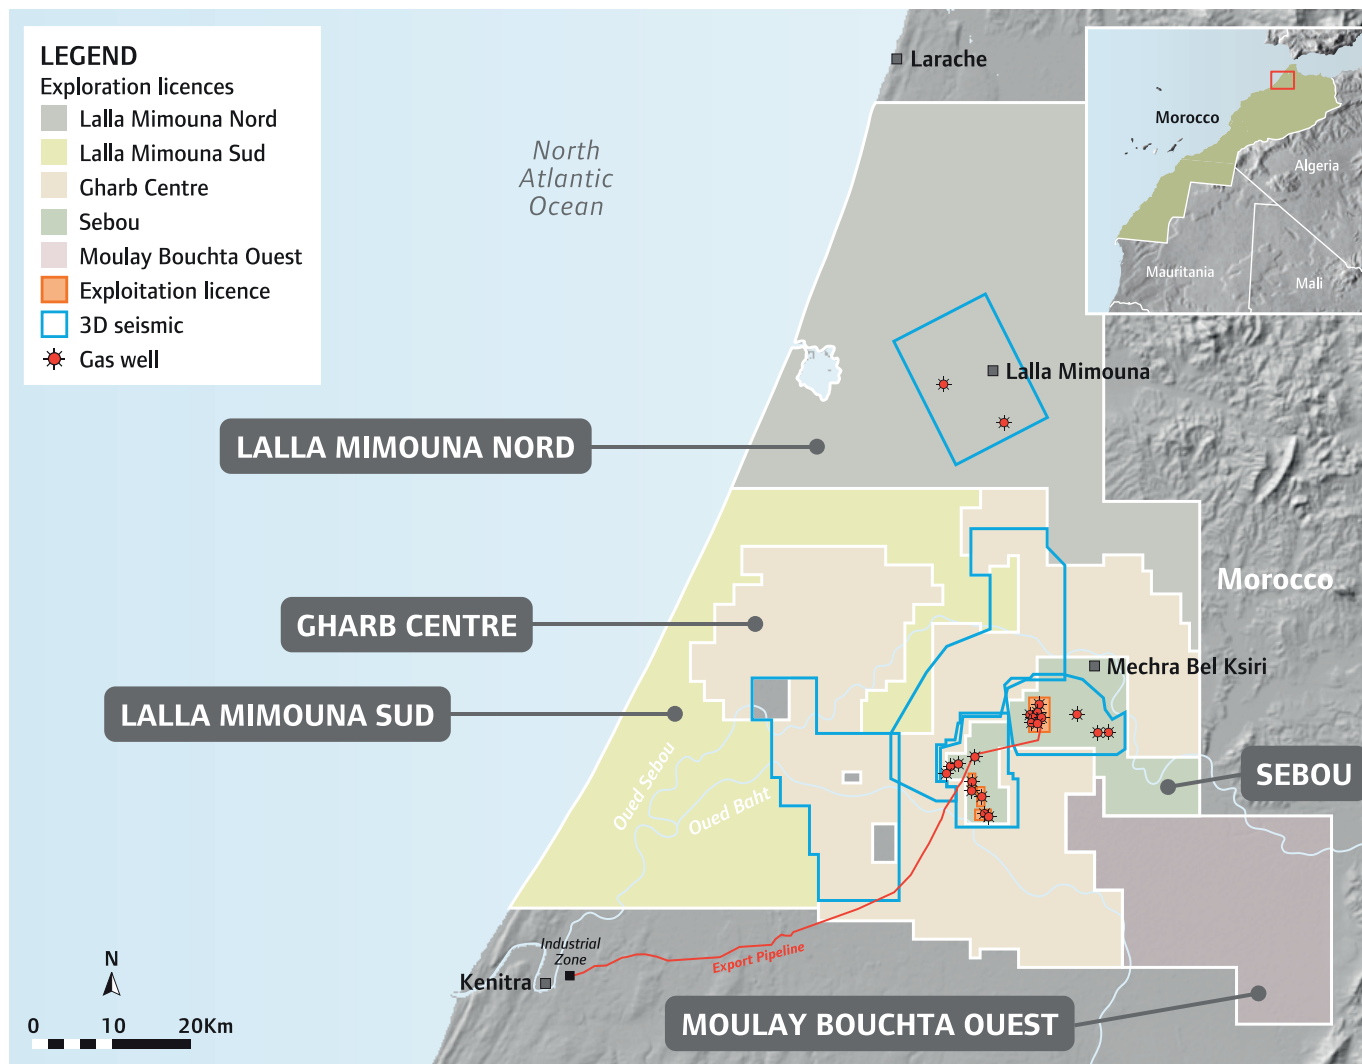 LEGEND
Exploration licences
Lalla Mimouna Nord
Lalla Mimouna Sud
Gharb Centre
Sebou
Moulay Bouchta Ouest
Exploitation licence
3D seismic
Gas well
Larache
North
Atlantic
Ocean
Morocco
Algeria
Mauritania
Mali
Lalla Mimouna
LALLA MIMOUNA NORD
Morocco
GHARB CENTRE
Mechra Bel Ksiri
LALLA MIMOUNA SUD
SEBOU
Oued Sebou
Oued Baht
Industrial
Zone
Export Pipeline
Kenitra
MOULAY BOUCHTA OUEST
N
0 10 20Km